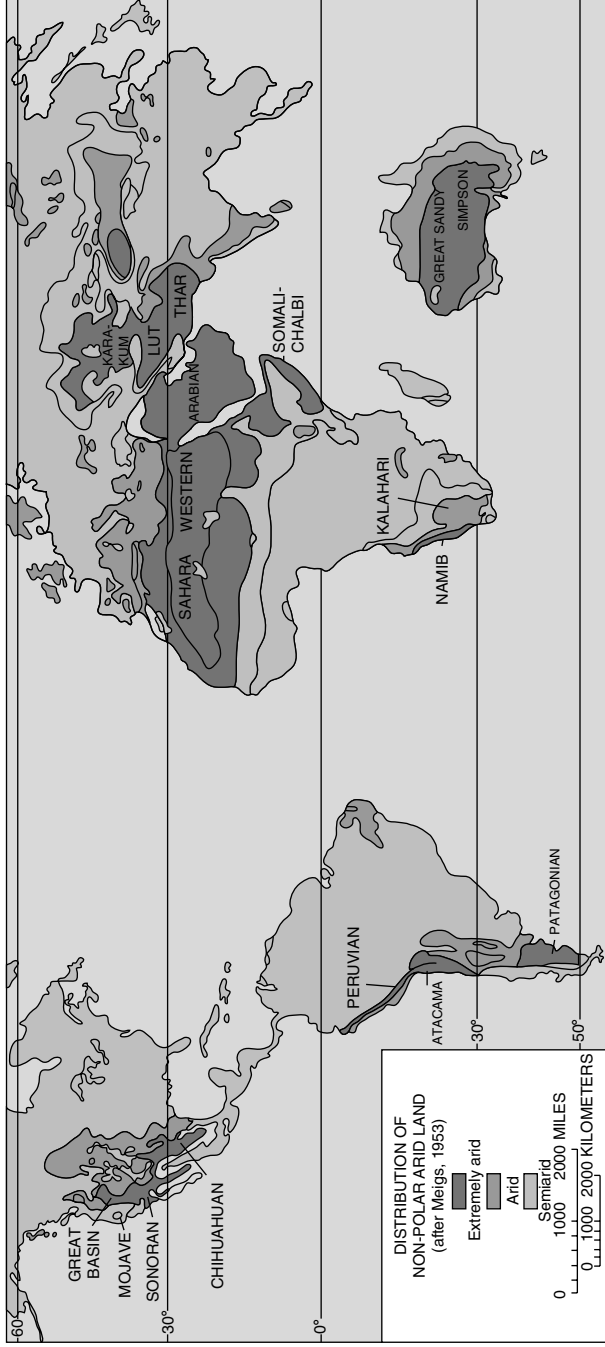 60
30°
0°
30°
50°
GREAT
BASIN
MOJAVE
SONORAN
CHIHUAHUAN
PERUVIAN
ATACAMA
PATAGONIAN
SAHARA
WESTERN
ARABIAN
KARA-
KUM
LUT
THAR
SOMALI-
CHALBI
NAMIB
KALAHARI
GREAT SANDY
SIMPSON
DISTRIBUTION OF
NON-POLAR ARID LAND
(after Meigs, 1953)
Extremely arid
Arid
Semiarid
0 1000 2000 MILES
0 1000 2000 KILOMETERS